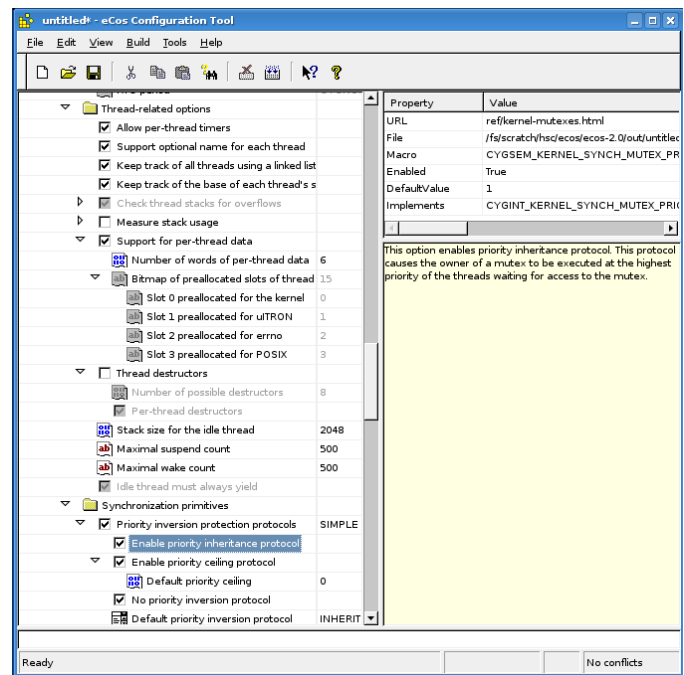 untitled* - eCos Configuration Tool
File Edit View Build Tools Help
Property Value
URL ref/kernel-mutexes.html
File /fs/scratch/hsc/ecos/ecos-2.0/out/untitlec
Macro CYGSEM_KERNEL_SYNCH_MUTEX_PR
Enabled True
DefaultValue 1
Implements CYGINT_KERNEL_SYNCH_MUTEX_PRI
Thread-related options
Allow per-thread timers
Support optional name for each thread
Keep track of all threads using a linked list
Keep track of the base of each thread's s
Check thread stacks for overflows
Measure stack usage
Support for per-thread data
Number of words of per-thread data 6
Bitmap of preallocated slots of thread 15
Slot 0 preallocated for the kernel 0
Slot 1 preallocated for uITRON 1
Slot 2 preallocated for errno 2
Slot 3 preallocated for POSIX 3
Thread destructors
Number of possible destructors 8
Per-thread destructors
Stack size for the idle thread 2048
Maximal suspend count 500
Maximal wake count 500
Idle thread must always yield
Synchronization primitives
Priority inversion protection protocols SIMPLE
Enable priority inheritance protocol
Enable priority ceiling protocol
Default priority ceiling 0
No priority inversion protocol
Default priority inversion protocol INHERIT
This option enables priority inheritance protocol. This protocol
causes the owner of a mutex to be executed at the highest
priority of the threads waiting for access to the mutex.
Ready
No conflicts